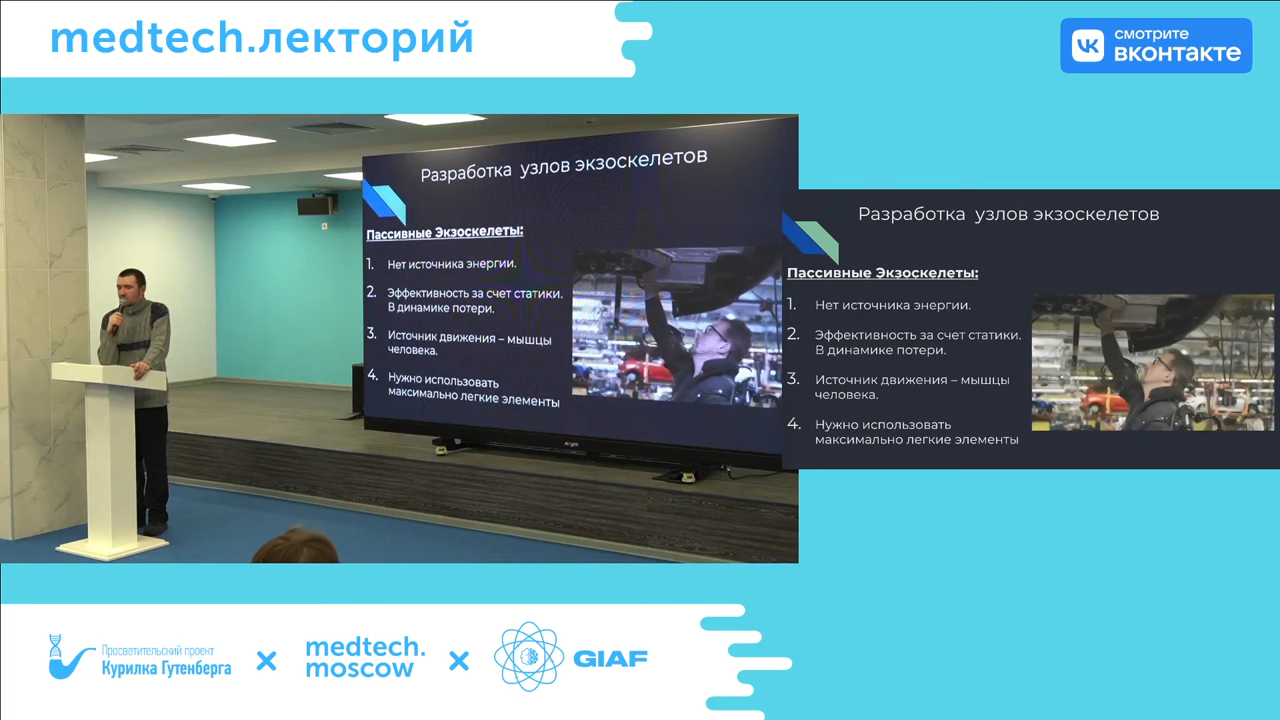 medtech.лекторий
смотрите
вконтакте
Разработка узлов экзоскелетов
Пассивные Экзоскелеты:
1. Нет источника энергии.
2. Эффективность за счет статики.
В динамике потери.
3. Источник движения – мышцы
человека.
4. Нужно использовать
максимально легкие элементы
Разработка узлов экзоскелетов
Пассивные Экзоскелеты:
1. Нет источника энергии.
2. Эффективность за счет статики.
В динамике потери.
3. Источник движения – мышцы
человека.
4. Нужно использовать
максимально легкие элементы
Просветительский проект
Курилка Гутенберга
medtech.
moscow
GIAF